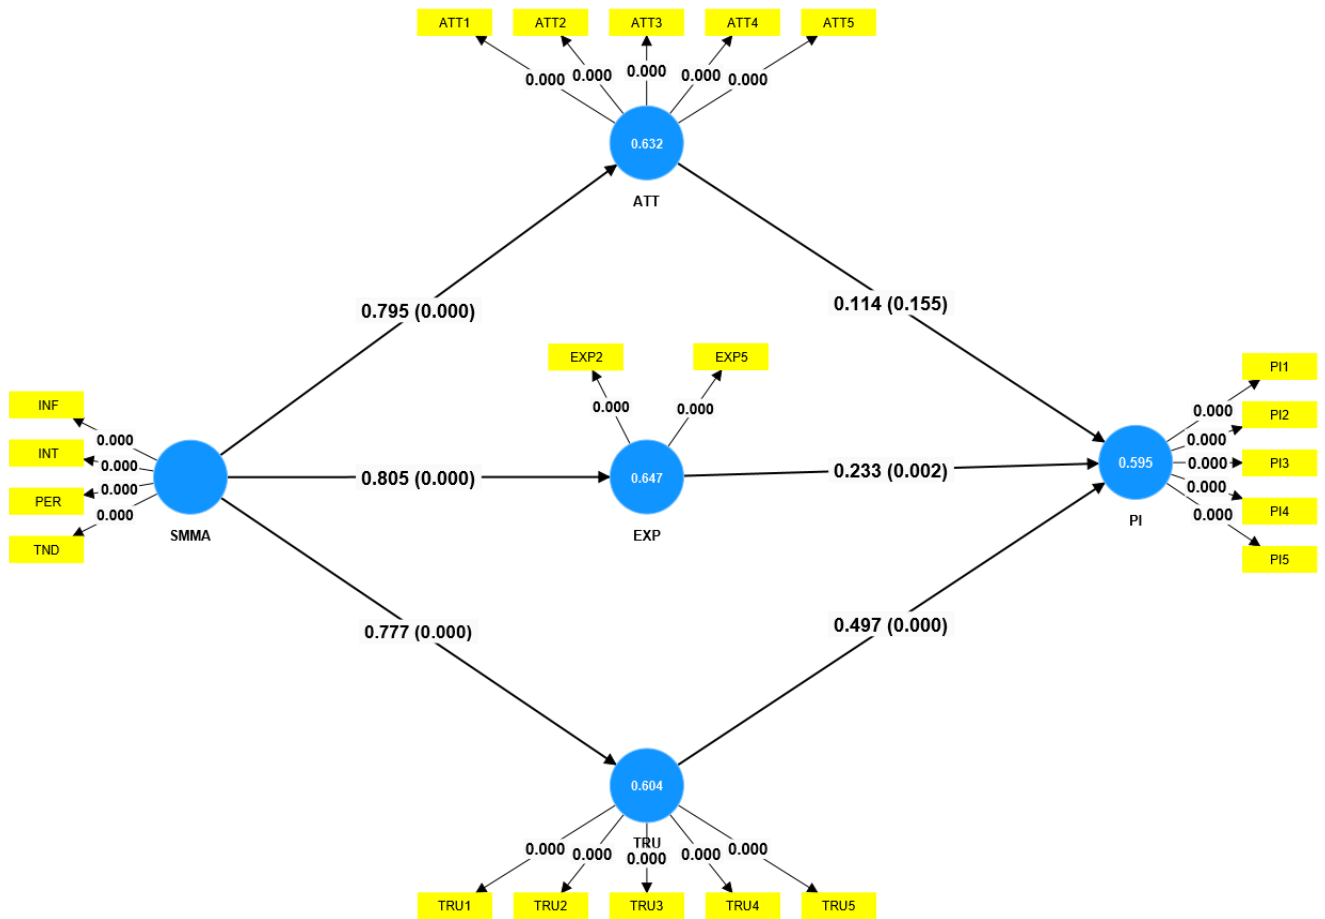 ATT1 ATT2 ATT3 ATT4 ATT5
0.000 0.000 0.000 0.000 0.000
0.632
ATT
0.795 (0.000) 0.114 (0.155)
EXP2 EXP5
0.000 0.000
INF
INT
PER
TND
0.000
0.000
0.000
0.000
SMMA
0.805 (0.000)
0.647
EXP
0.233 (0.002)
0.595
PI
0.000
0.000
0.000
0.000
0.000
PI1
PI2
PI3
PI4
PI5
0.777 (0.000) 0.497 (0.000)
0.604
TRU
0.000 0.000 0.000 0.000 0.000
TRU1 TRU2 TRU3 TRU4 TRU5